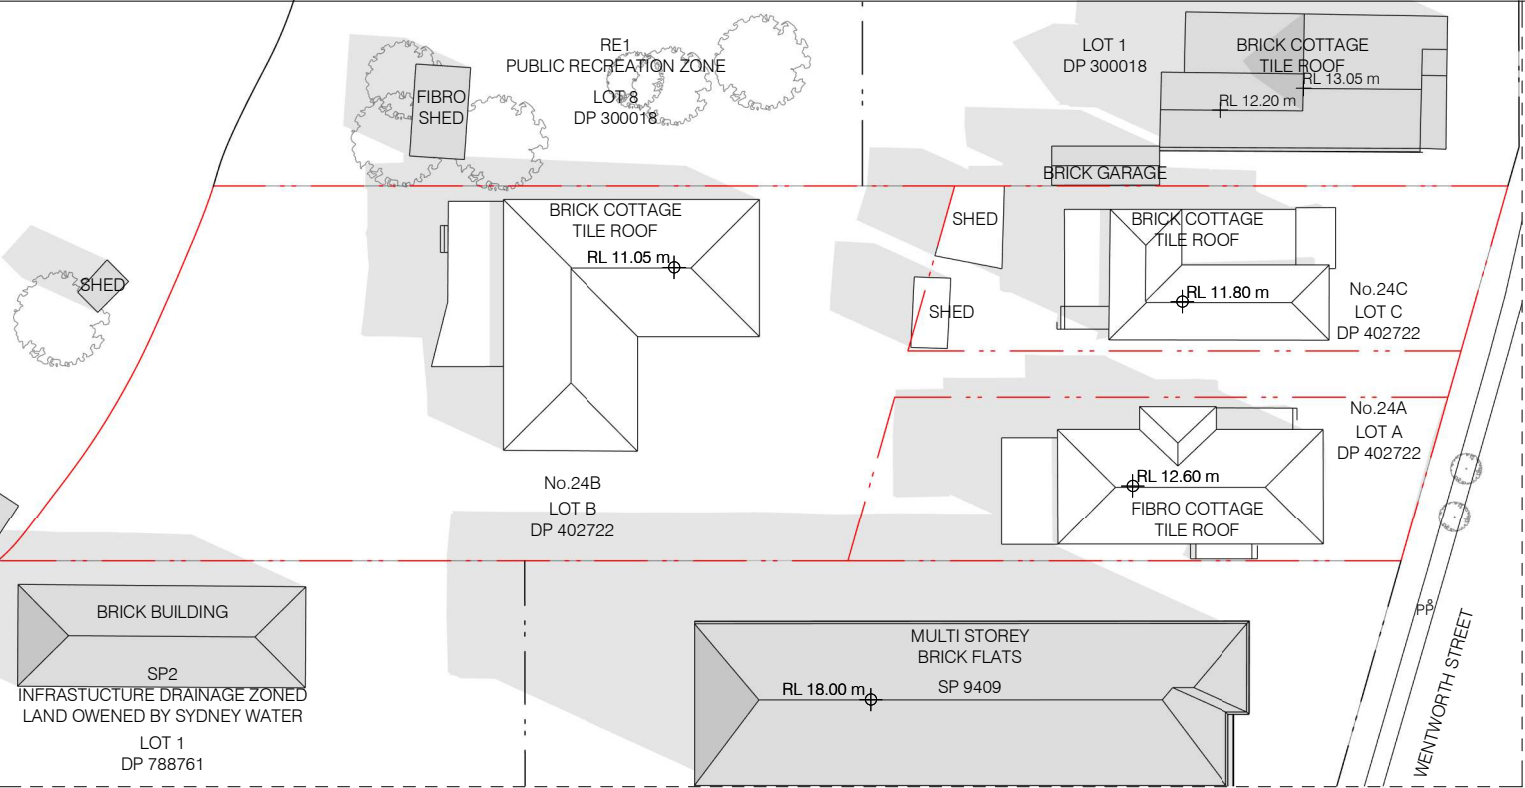 RE1
PUBLIC RECREATION ZONE
LOT 8
DP 300018
FIBRO
SHED
LOT 1
DP 300018
BRICK COTTAGE
TILE ROOF
RL 13.05 m
RL 12.20 m
BRICK GARAGE
BRICK COTTAGE
TILE ROOF
RL 11.05 m
SHED
BRICK COTTAGE
TILE ROOF
RL 11.80 m
SHED
SHED
No.24C
LOT C
DP 402722
No.24A
LOT A
DP 402722
RL 12.60 m
FIBRO COTTAGE
TILE ROOF
No.24B
LOT B
DP 402722
BRICK BUILDING
SP2
INFRASTUCTURE DRAINAGE ZONED
LAND OWENED BY SYDNEY WATER
LOT 1
DP 788761
MULTI STOREY
BRICK FLATS
SP 9409
RL 18.00 m
PP
WENTWORTH STREET